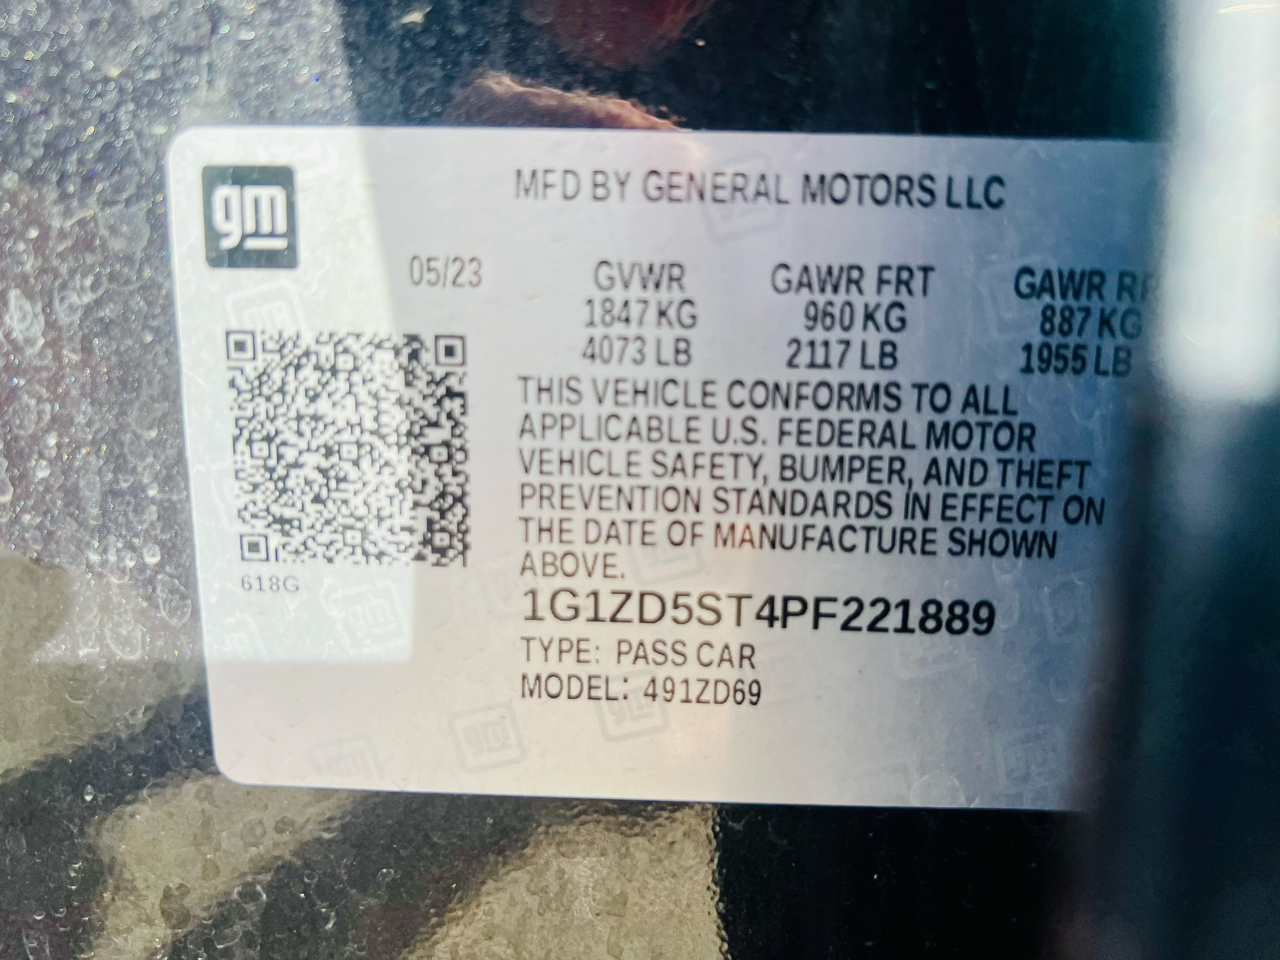 gm
MFD BY GENERAL MOTORS LLC
05/23
GVWR GAWR FRT GAWR
1847 KG 960 KG 887 KG
4073 LB 2117 LB 1955 LB
THIS VEHICLE CONFORMS TO ALL
APPLICABLE U.S. FEDERAL MOTOR
VEHICLE SAFETY, BUMPER, AND THEFT
PREVENTION STANDARDS IN EFFECT ON
THE DATE OF MANUFACTURE SHOWN
ABOVE.
618G
1G1ZD5ST4PF221889
TYPE: PASS CAR
MODEL: 491ZD69